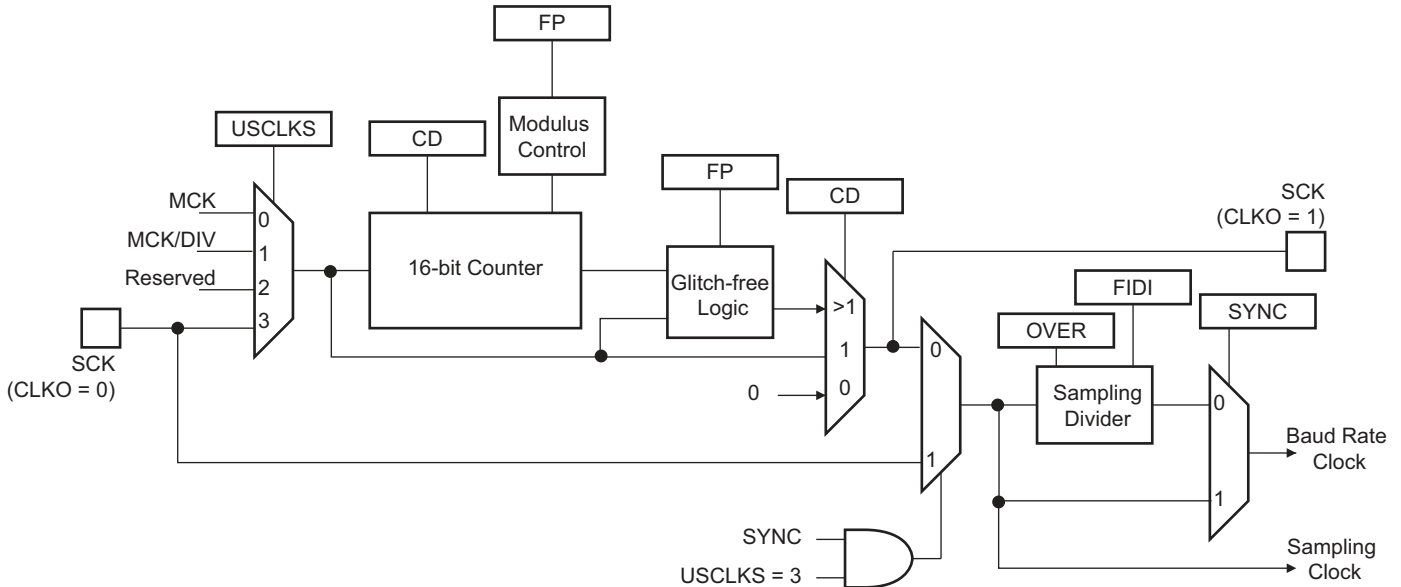 FP
USCLKS
CD
Modulus
Control
FP
CD
SCK
(CLKO = 1)
MCK
0
MCK/DIV
1
Reserved
2
3
16-bit Counter
Glitch-free
Logic
>1
1
0
0
FIDI
OVER
SYNC
SCK
(CLKO = 0)
0
1
Sampling
Divider
0
1
Baud Rate
Clock
SYNC
USCLKS = 3
Sampling
Clock